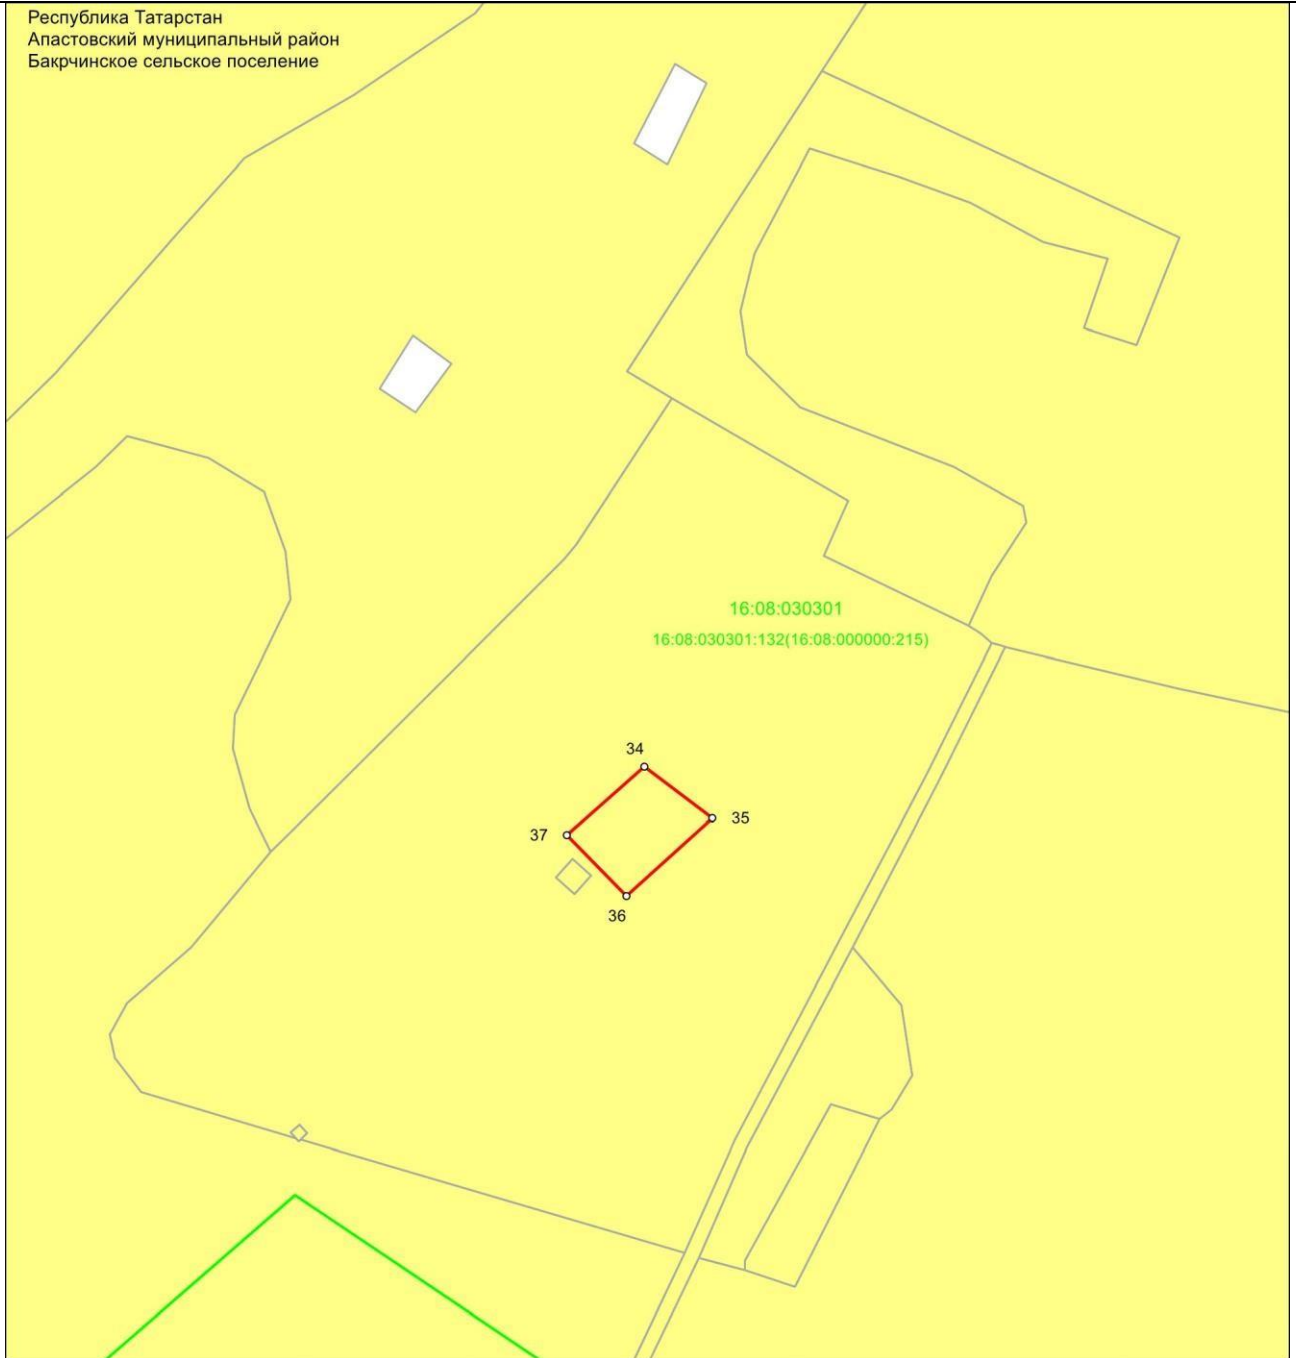 Республика Татарстан
Апастовский муниципальный район
Бакрчинское сельское поселение
16:08:030301
16:08:030301:132(16:08:000000:215)
34
35
37
36